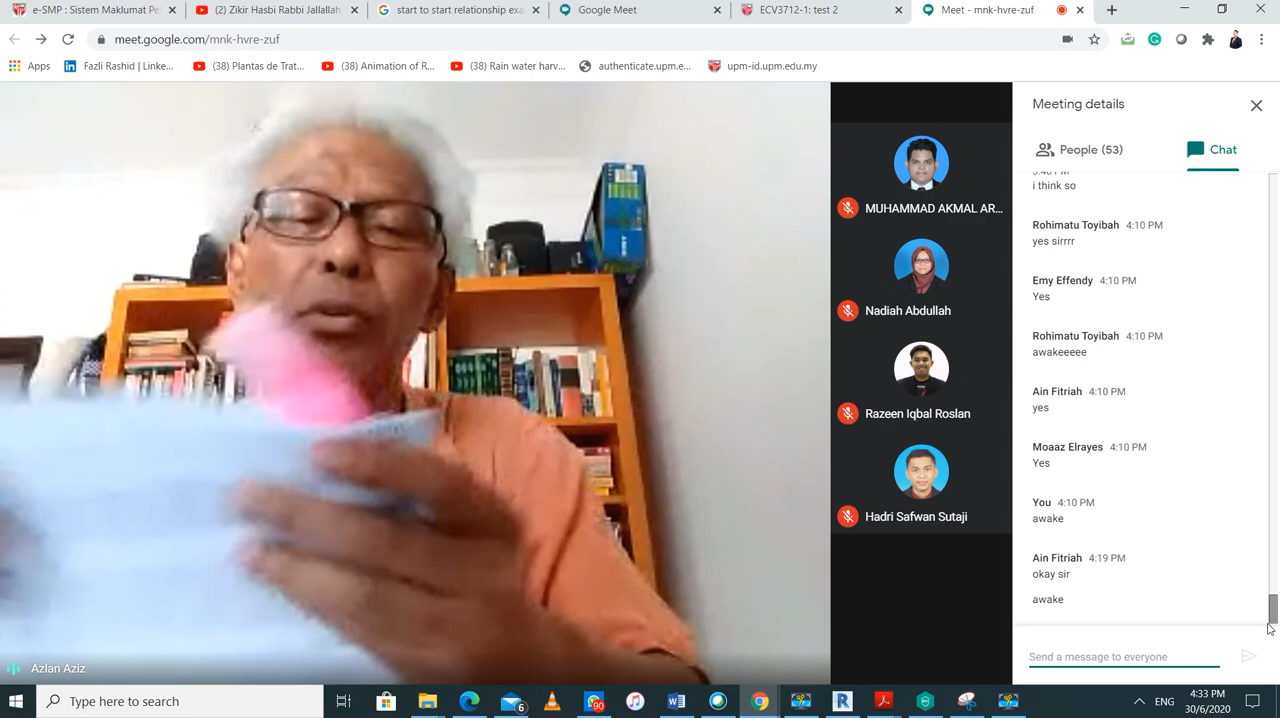 e-SMP : Sistem Maklumat Pel
(2) Zikir Hasbi Rabbi Jallallah
start to start relationship exa
Google Meet
ECV3712-1: test 2
Meet - mnk-hvre-zuf
meet.google.com/mnk-hvre-zuf
Apps
Fazli Rashid | Linke...
(38) Plantas de Trat...
(38) Animation of R...
(38) Rain water harv...
authenticate.upm.e...
upm-id.upm.edu.my
Azlan Aziz
MUHAMMAD AKMAL AR...
Nadiah Abdullah
Razeen Iqbal Roslan
Hadri Safwan Sutaji
Meeting details
People (53)
Chat
i think so
Rohimatu Toyibah 4:10 PM
yes sirrrr
Emy Effendy 4:10 PM
Yes
Rohimatu Toyibah 4:10 PM
awakeeeee
Ain Fitriah 4:10 PM
yes
Moaaz Elrayes 4:10 PM
Yes
You 4:10 PM
awake
Ain Fitriah 4:19 PM
okay sir
awake
Send a message to everyone
Type here to search
6
90
ENG
4:33 PM
30/6/2020